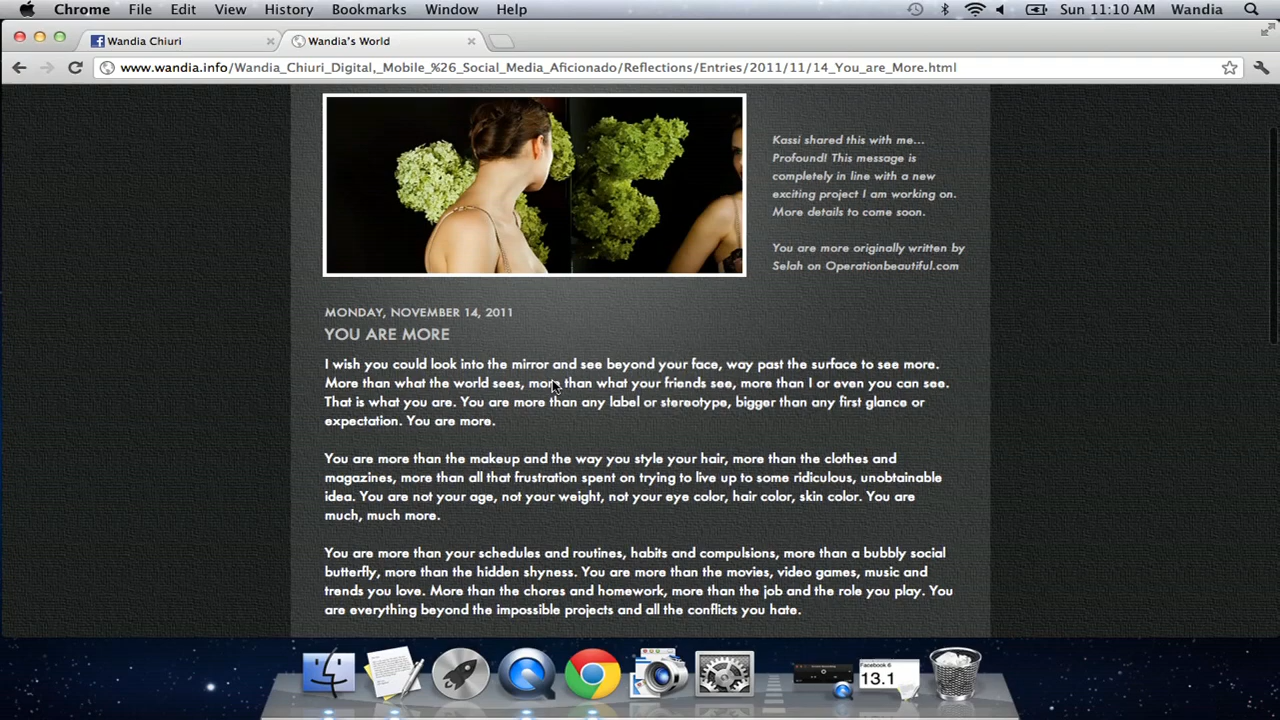 Chrome File Edit View History Bookmarks Window Help Sun 11:10 AM Wandia
Wandia Chiuri
Wandia's World
www.wandia.info/Wandia_Chiuri_Digital,_Mobile_%26_Social_Media_Aficionado/Reflections/Entries/2011/11/14_You_are_More.html
Kassi shared this with me...
Profound! This message is
completely in line with a new
exciting project I am working on.
More details to come soon.
You are more originally written by
Selah on Operationbeautiful.com
MONDAY, NOVEMBER 14, 2011
YOU ARE MORE
I wish you could look into the mirror and see beyond your face, way past the surface to see more.
More than what the world sees, more than what your friends see, more than I or even you can see.
That is what you are. You are more than any label or stereotype, bigger than any first glance or
expectation. You are more.
You are more than the makeup and the way you style your hair, more than the clothes and
magazines, more than all that frustration spent on trying to live up to some ridiculous, unobtainable
idea. You are not your age, not your weight, not your eye color, hair color, skin color. You are
much, much more.
You are more than your schedules and routines, habits and compulsions, more than a bubbly social
butterfly, more than the hidden shyness. You are more than the movies, video games, music and
trends you love. More than the chores and homework, more than the job and the role you play. You
are everything beyond the impossible projects and all the conflicts you hate.
Facebook 6
13.1